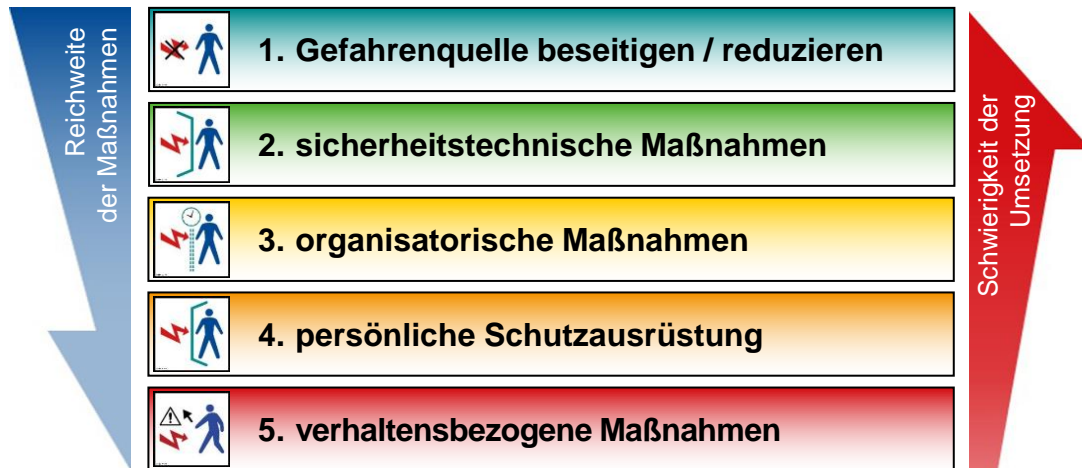 Reichweite
der Maßnahmen
1. Gefahrenquelle beseitigen / reduzieren
2. sicherheitstechnische Maßnahmen
3. organisatorische Maßnahmen
4. persönliche Schutzausrüstung
5. verhaltensbezogene Maßnahmen
Schwierigkeit der
Umsetzung